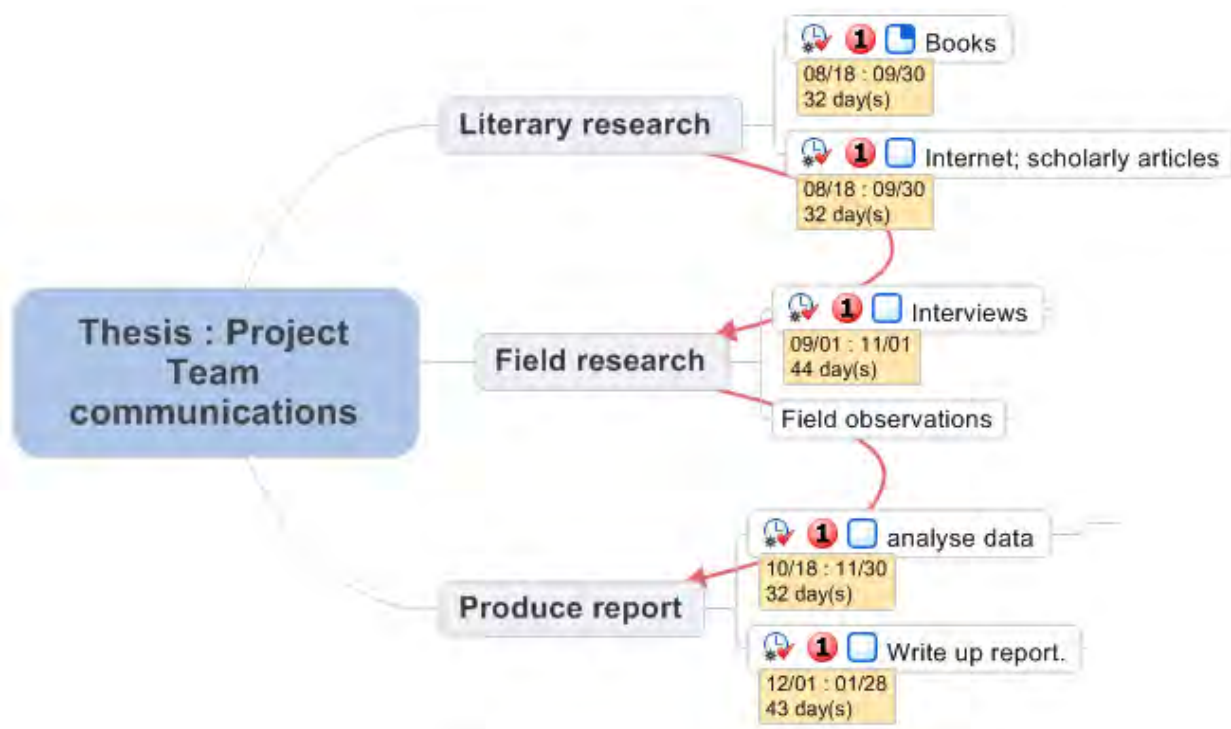 1 Books
08/18 : 09/30
32 day(s)
Literary research
1 Internet; scholarly articles
08/18 : 09/30
32 day(s)
Thesis : Project
Team
communications
1 Interviews
09/01 : 11/01
44 day(s)
Field research
Field observations
1 analyse data
10/18 : 11/30
32 day(s)
Produce report
1 Write up report.
12/01 : 01/28
43 day(s)